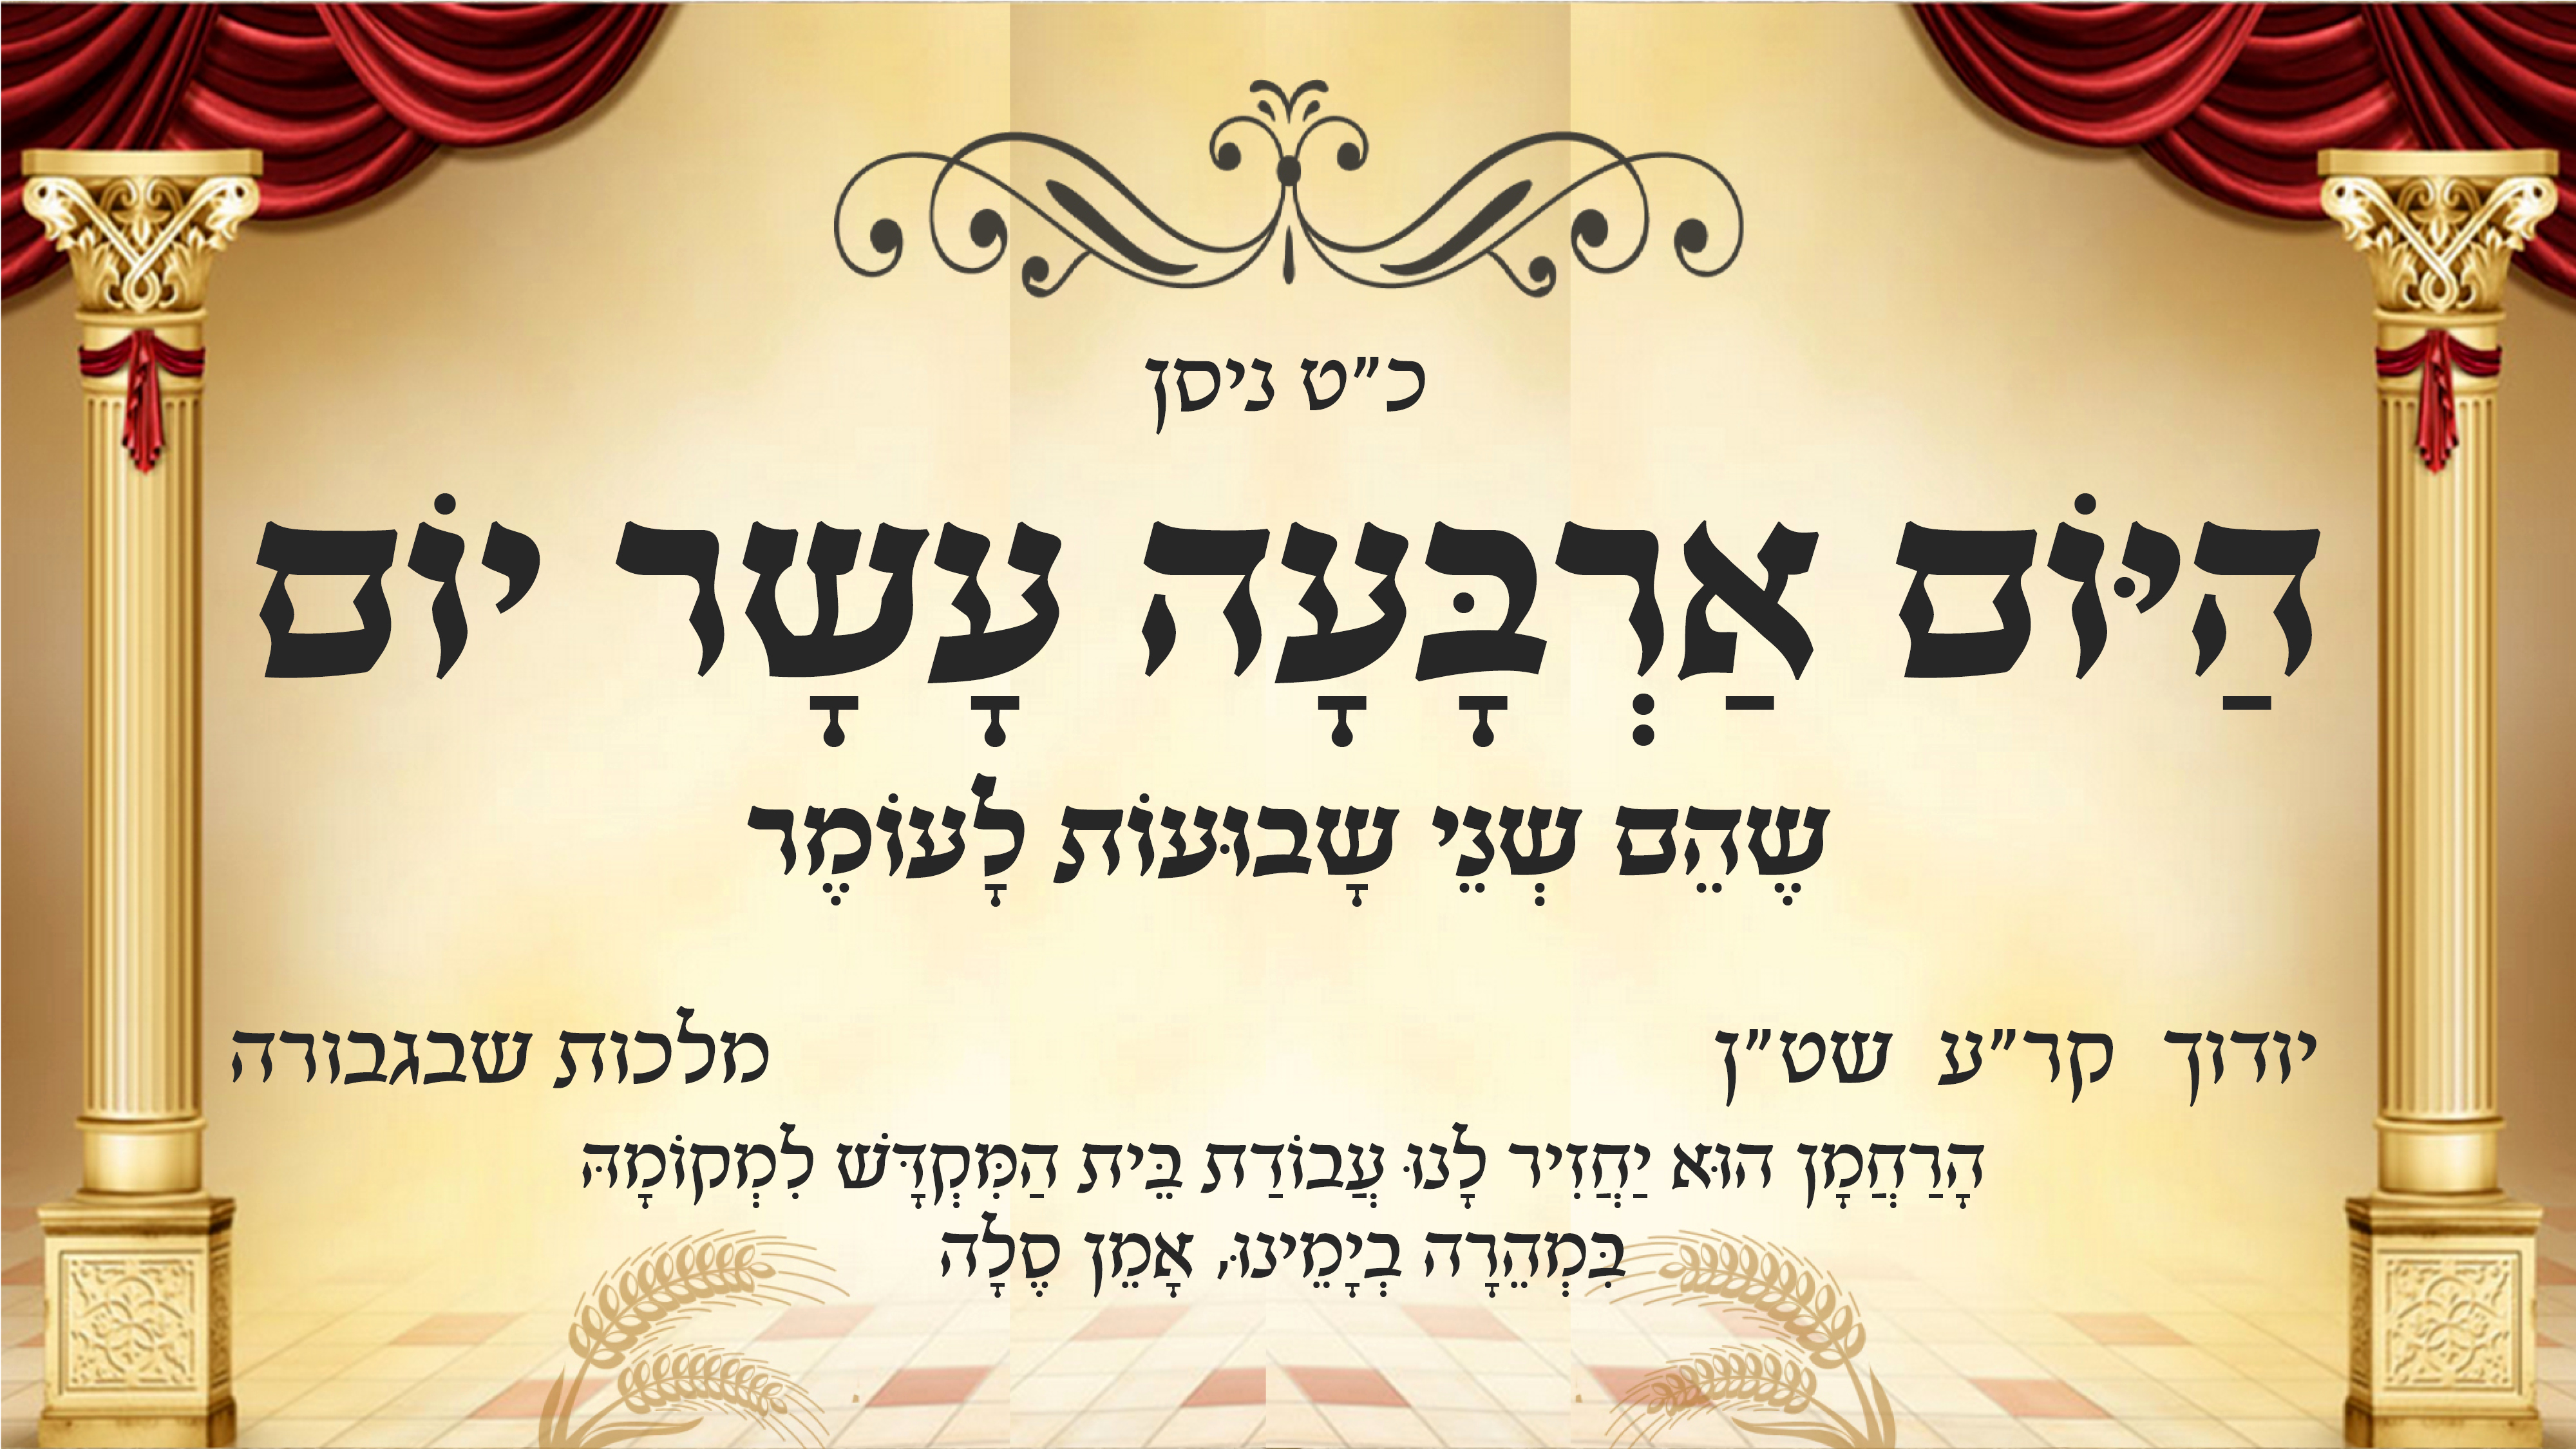 כ״ט ניסן
הַיּוֹם אַרְבָּעָה עָשָר יוֹם
שֶהֵם שְנֵי שָבוּעוֹת לָעוֹמֶר
יודוך קר״ע שט״ן מלכות שבגבורה
הָרַחֲמָן הוּא יַחֲזִיר לָנוּ עֲבוֹדַת בֵּית הַמִּקְדָּשׁ לִמְקוֹמָהּ
בִּמְהֵרָה בְיָמֵינוּ, אָמֵן סֶלָה